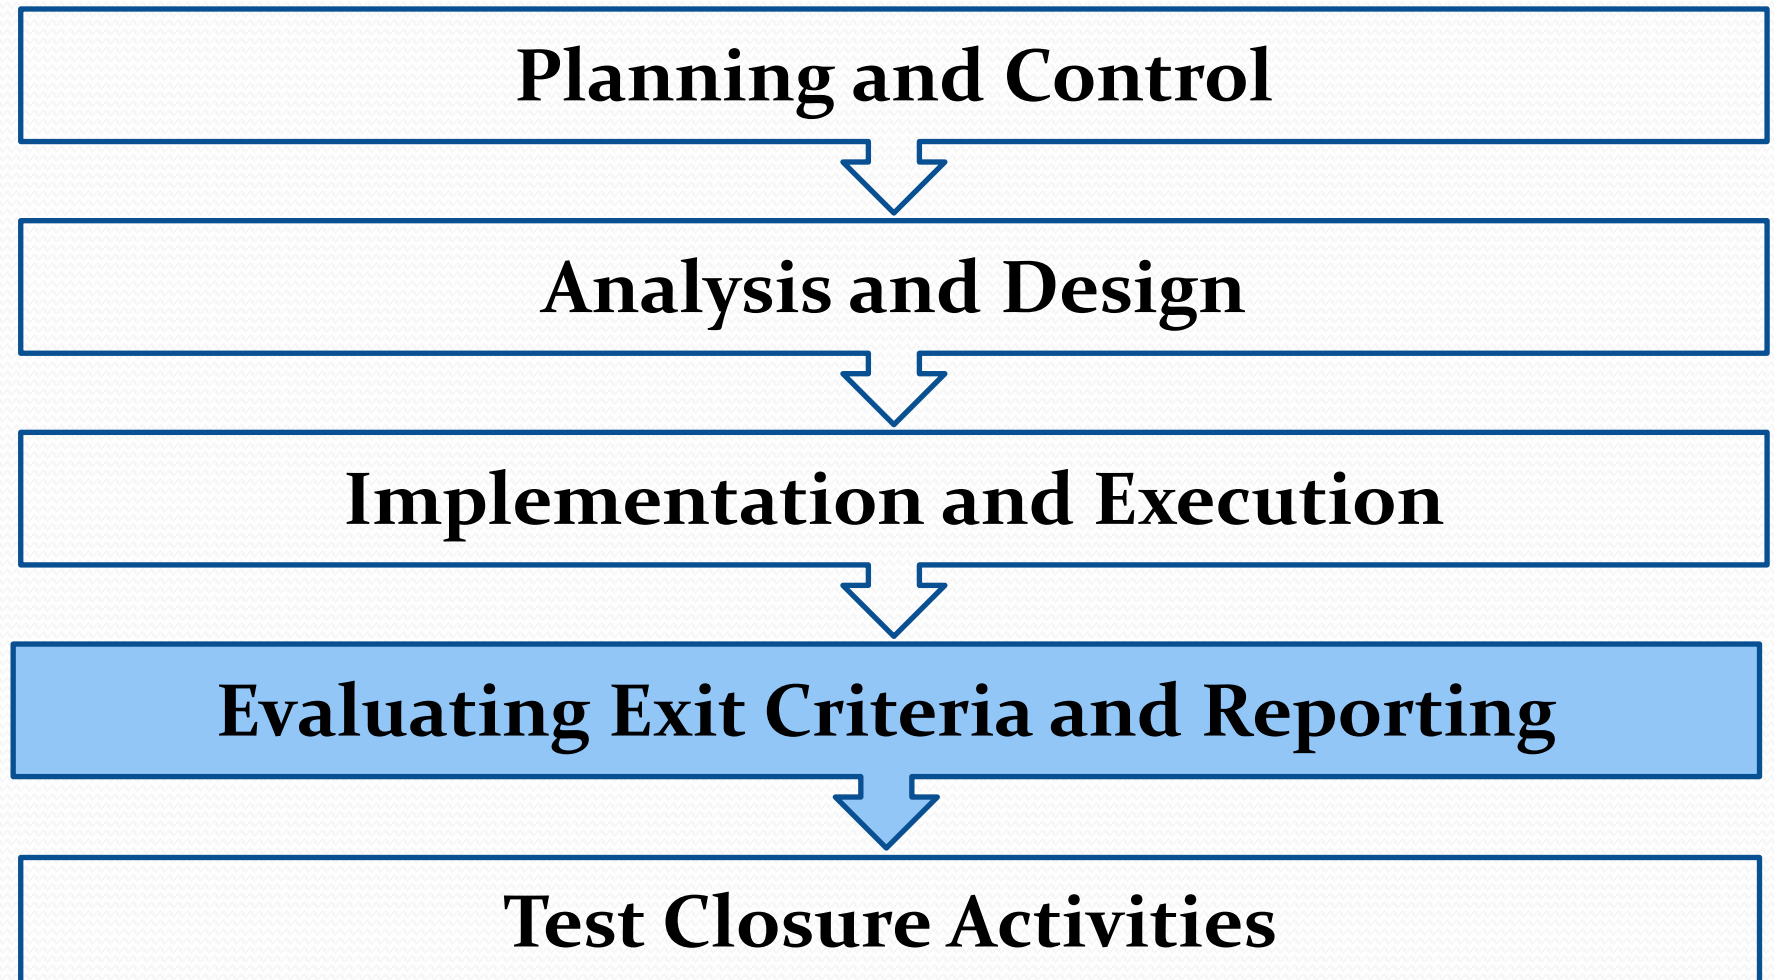 Planning and Control
Analysis and Design
Implementation and Execution
Evaluating Exit Criteria and Reporting
Test Closure Activities